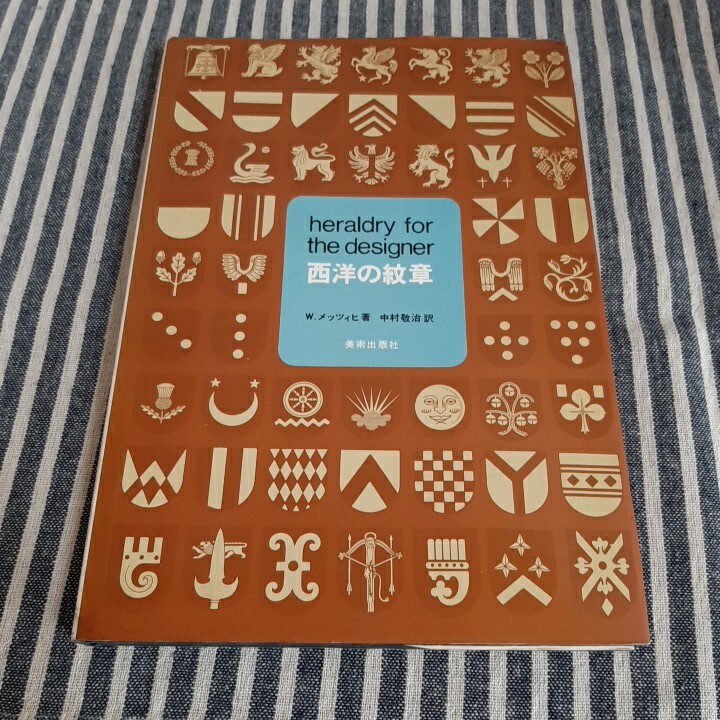 heraldry for
the designer
西洋の紋章
W.メッツィヒ著 中村敬治訳
美術出版社